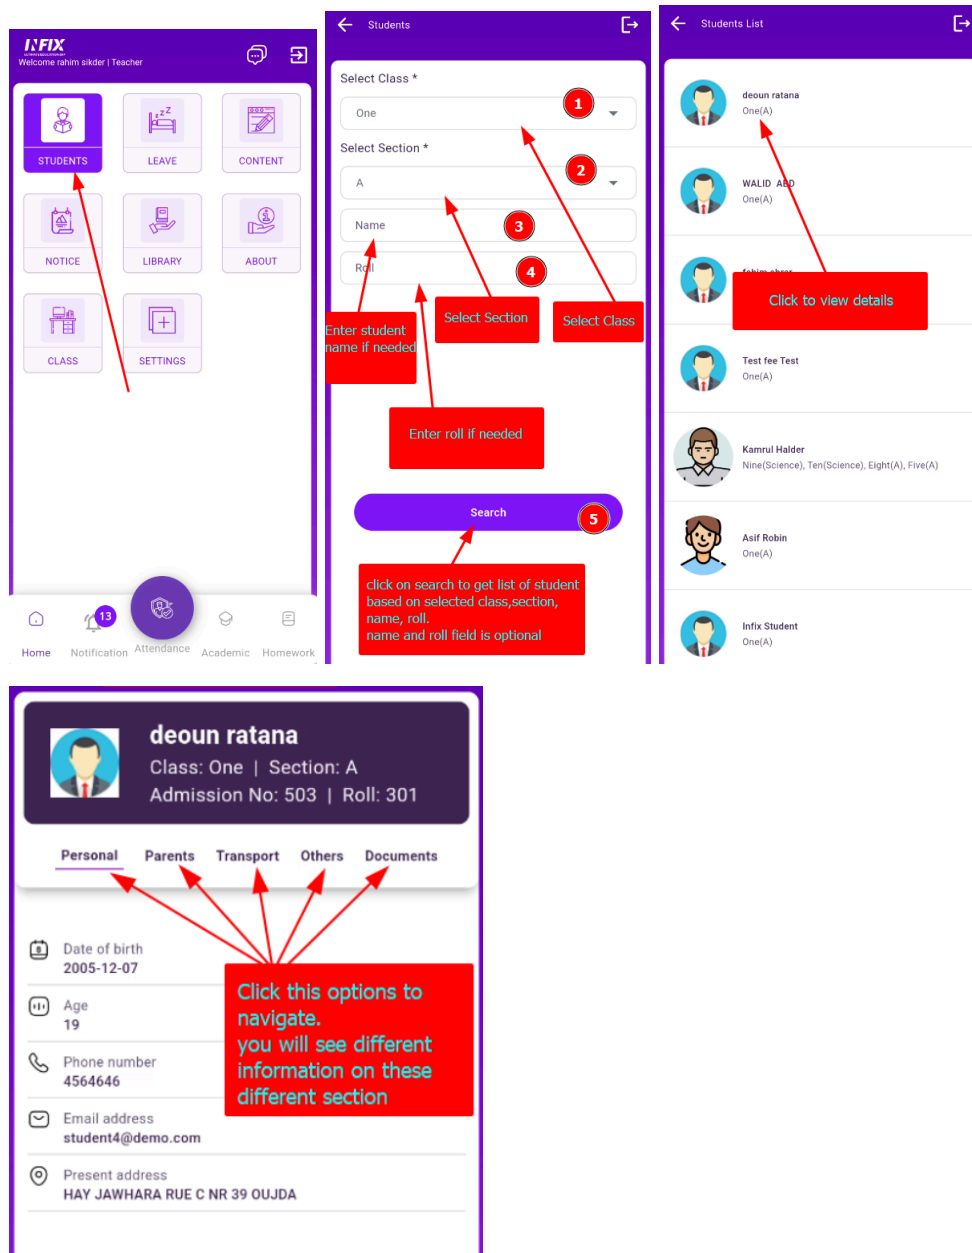 INFIX
Welcome rahim sikder | Teacher
STUDENTS
LEAVE
CONTENT
NOTICE
LIBRARY
ABOUT
CLASS
SETTINGS
13
Home
Notification
Attendance
Academic
Homework
Students
Select Class *
One
1
Select Section *
A
2
Name
3
Roll
4
Enter student
name if needed
Select Section
Select Class
Enter roll if needed
Search
5
click on search to get list of student
based on selected class,section,
name, roll.
name and roll field is optional
Students List
deoun ratana
One(A)
WALID AED
One(A)
Click to view details
Test fee Test
One(A)
Kamrul Halder
Nine(Science), Ten(Science), Eight(A), Five(A)
Asif Robin
One(A)
Infix Student
One(A)
deoun ratana
Class: One | Section: A
Admission No: 503 | Roll: 301
Personal
Parents
Transport
Others
Documents
Date of birth
2005-12-07
Age
19
Phone number
4564646
Email address
student4@demo.com
Present address
HAY JAWHARA RUE C NR 39 OUJDA
Click this options to
navigate.
you will see different
information on these
different section